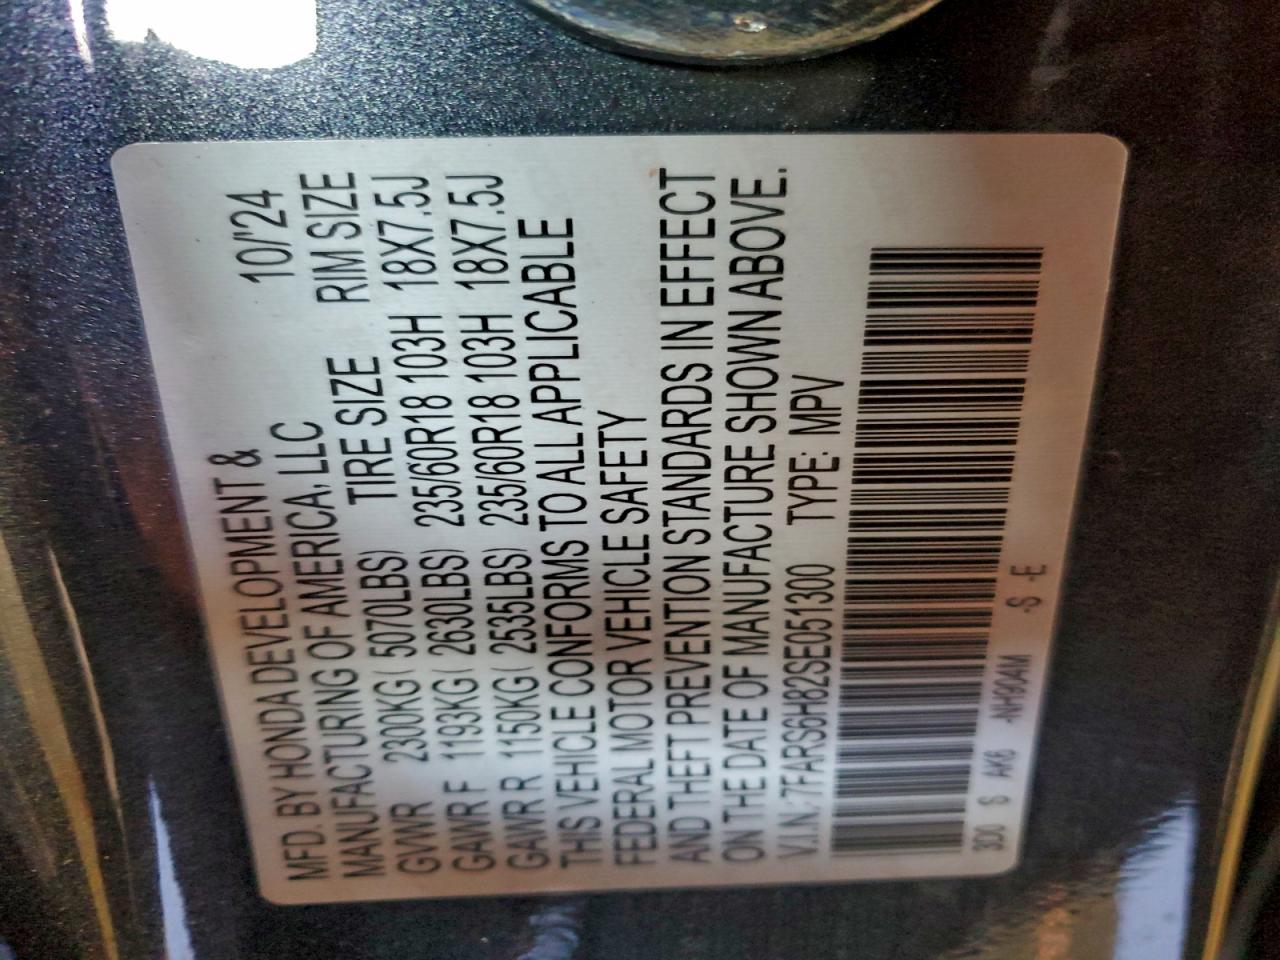 MFD. BY HONDA DEVELOPMENT & 10/'24
MANUFACTURING OF AMERICA, LLC
TIRE SIZE RIM SIZE
GVWR 2300KG( 5070LBS)
GAWR F 1193KG( 2630LBS) 235/60R18 103H 18X7.5J
GAWR R 1150KG( 2535LBS) 235/60R18 103H 18X7.5J
THIS VEHICLE CONFORMS TO ALL APPLICABLE
FEDERAL MOTOR VEHICLE SAFETY
AND THEFT PREVENTION STANDARDS IN EFFECT
ON THE DATE OF MANUFACTURE SHOWN ABOVE.
V.I.N.: 7FARS6H82SE051300 TYPE: MPV
3D0 S AK6 -NH904M -S -E